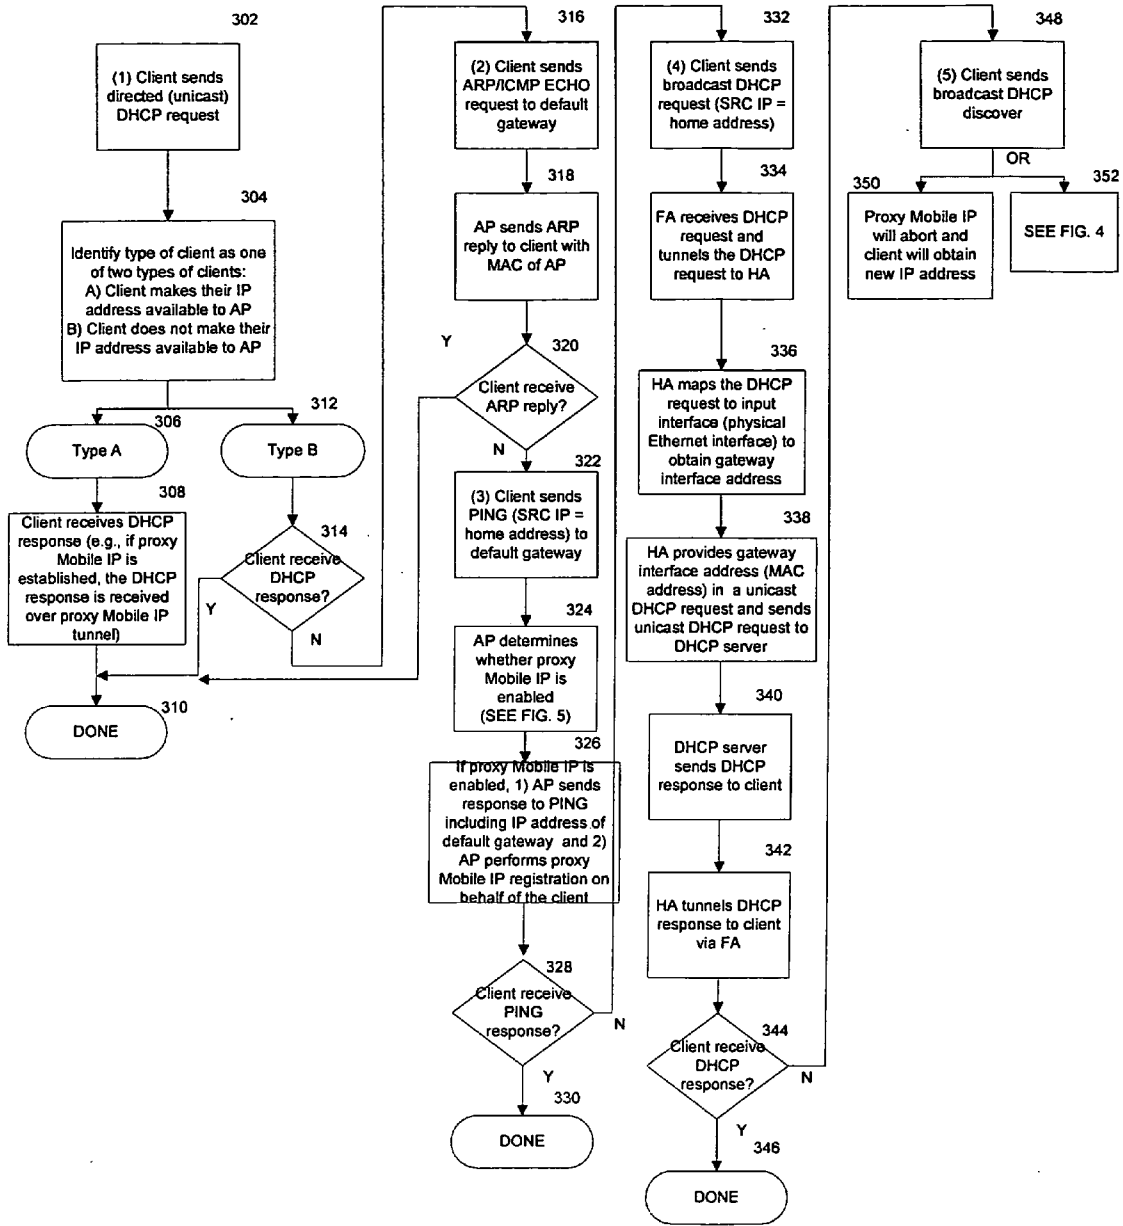 302
(1) Client sends
directed (unicast)
DHCP request
304
Identify type of client as one
of two types of clients:
A) Client makes their IP
address available to AP
B) Client does not make their
IP address available to AP
306
Type A
312
Type B
308
Client receives DHCP
response (e.g., if proxy
Mobile IP is
established, the DHCP
response is received
over proxy Mobile IP
tunnel)
314
Client receive
DHCP
response?
Y
N
310
DONE
316
(2) Client sends
ARP/ICMP ECHO
request to default
gateway
318
AP sends ARP
reply to client with
MAC of AP
Y
320
Client receive
ARP reply?
N
322
(3) Client sends
PING (SRC IP =
home address) to
default gateway
324
AP determines
whether proxy
Mobile IP is
enabled
(SEE FIG. 5)
326
If proxy Mobile IP is
enabled, 1) AP sends
response to PING
including IP address of
default gateway and 2)
AP performs proxy
Mobile IP registration on
behalf of the client
328
Client receive
PING
response?
N
Y
330
DONE
332
(4) Client sends
broadcast DHCP
request (SRC IP =
home address)
334
FA receives DHCP
request and
tunnels the DHCP
request to HA
336
HA maps the DHCP
request to input
interface (physical
Ethernet interface) to
obtain gateway
interface address
338
HA provides gateway
interface address (MAC
address) in a unicast
DHCP request and sends
unicast DHCP request to
DHCP server
340
DHCP server
sends DHCP
response to client
342
HA tunnels DHCP
response to client
via FA
344
Client receive
DHCP
response?
N
Y
346
DONE
348
(5) Client sends
broadcast DHCP
discover
OR
350
Proxy Mobile IP
will abort and
client will obtain
new IP address
352
SEE FIG. 4